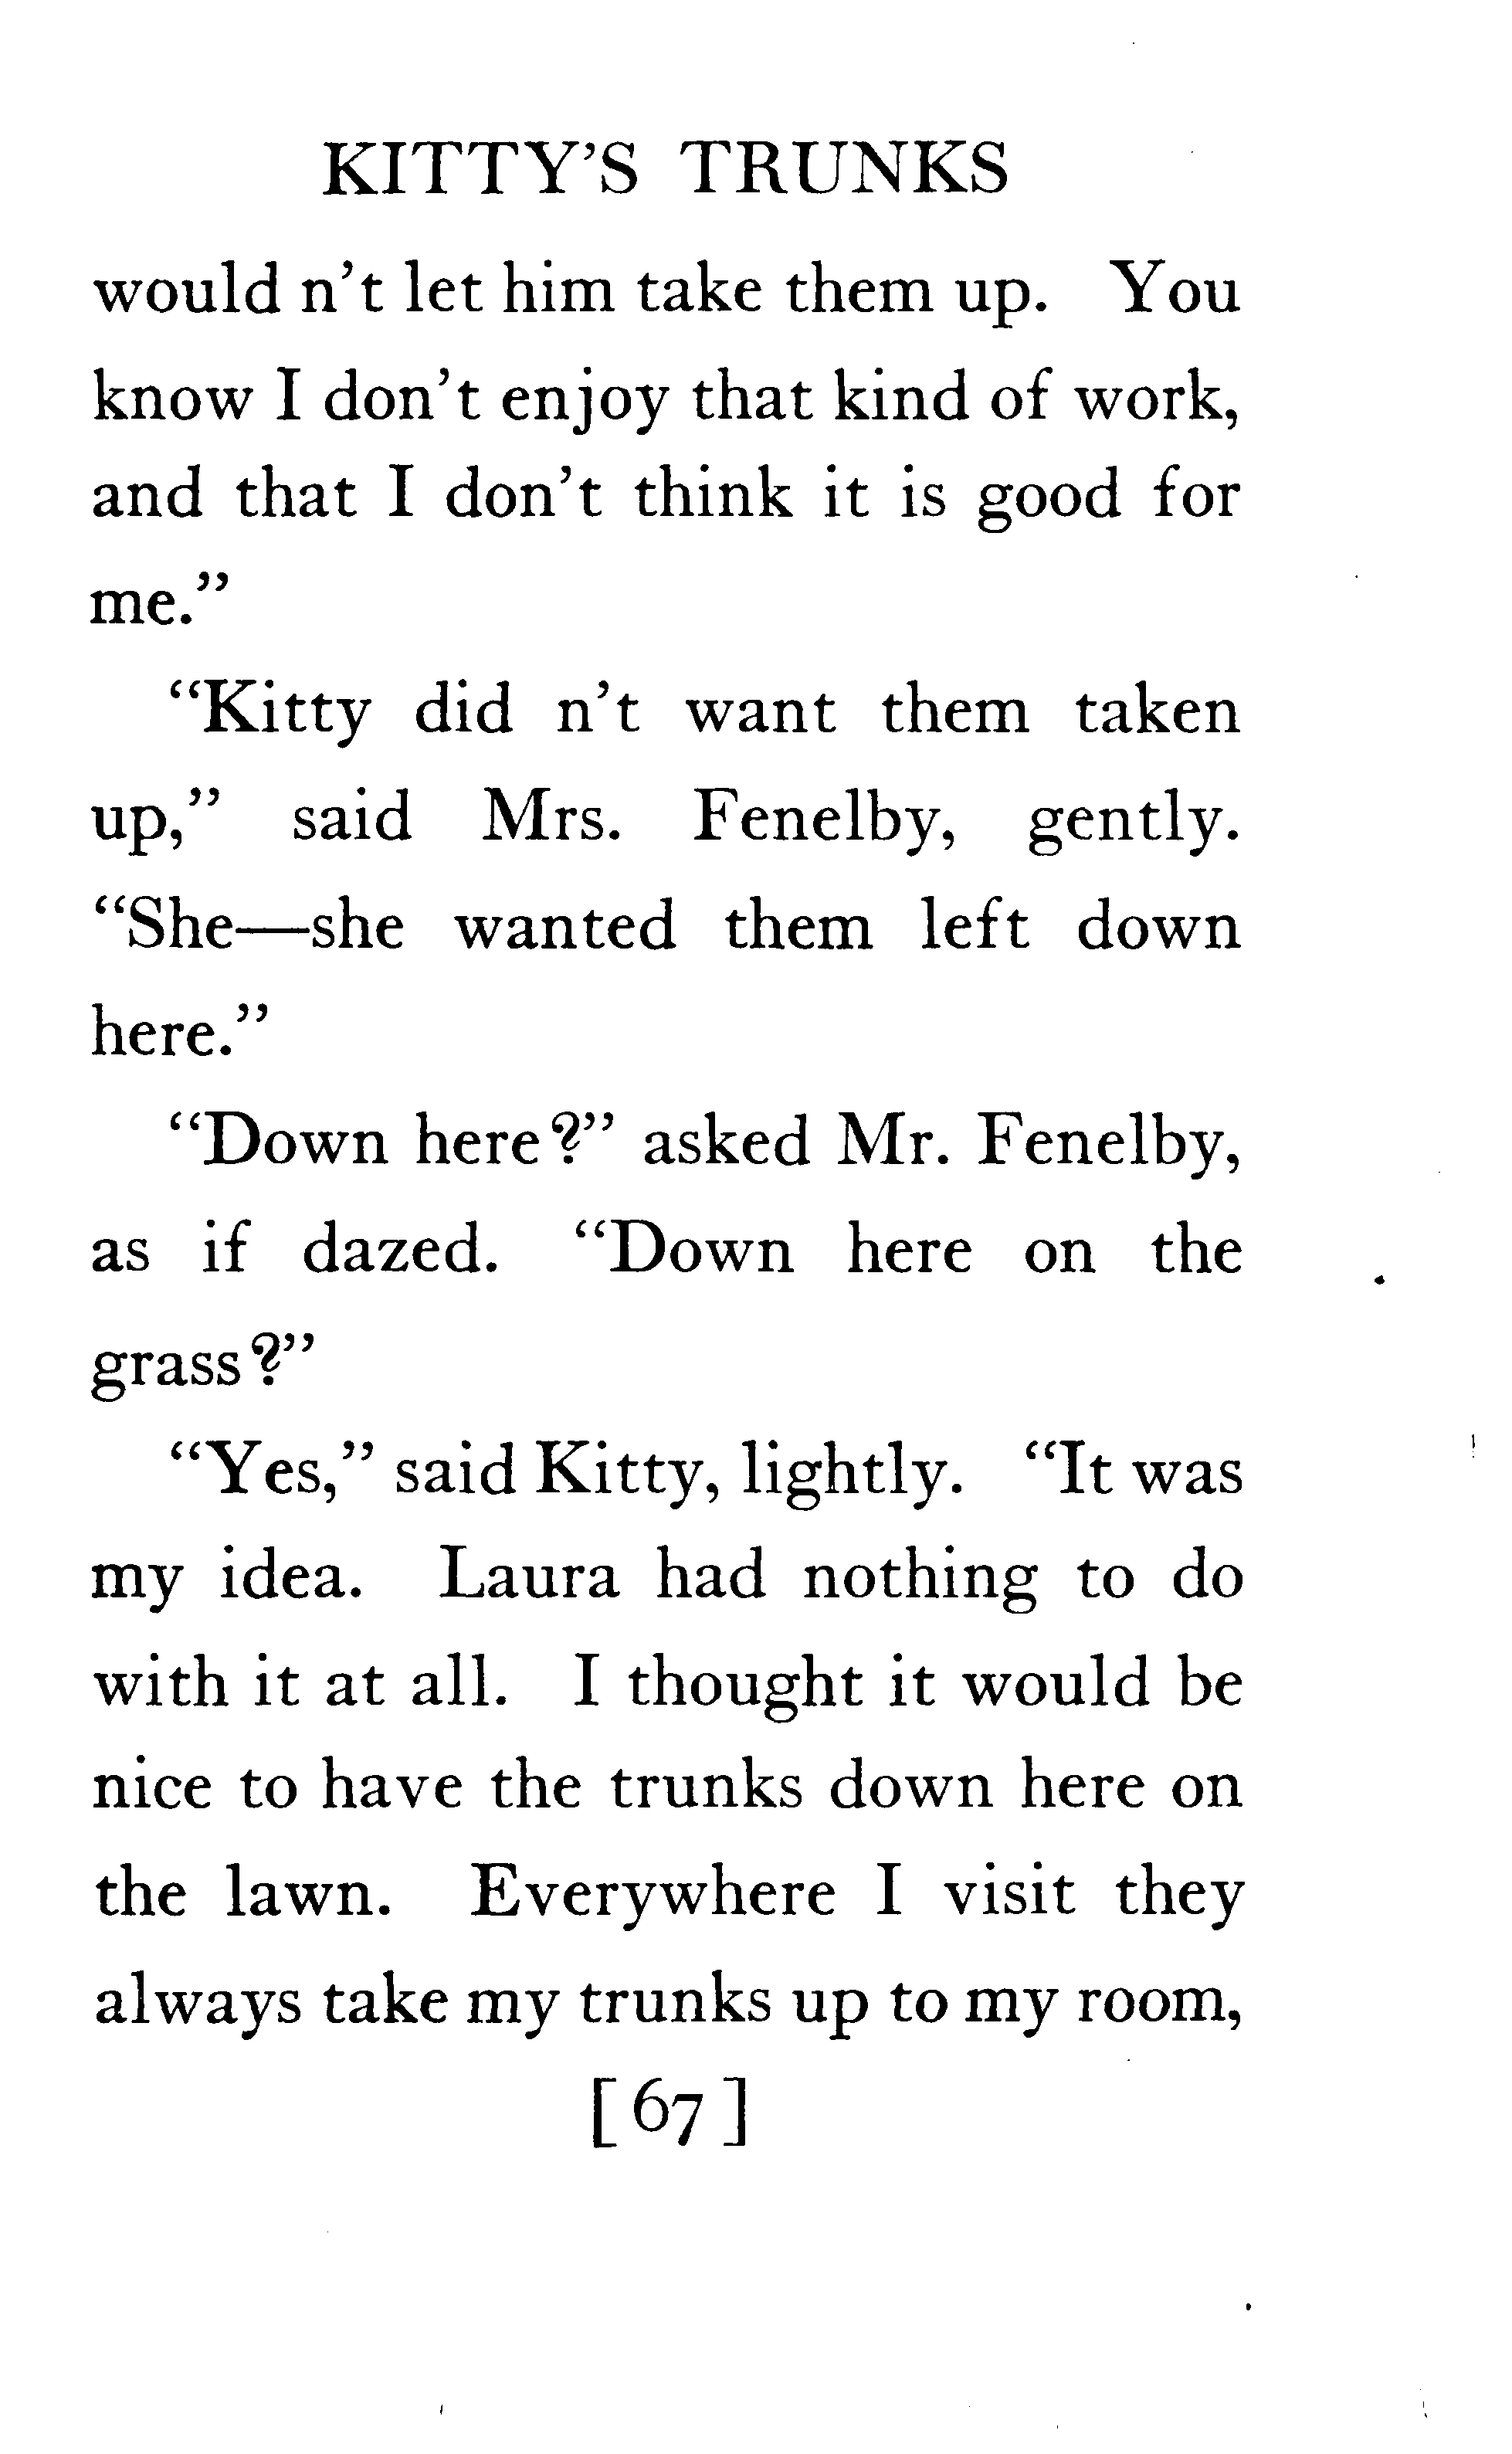 KITTY'S TRUNKS
would n't let him take them up. You
know I don't enjoy that kind of work,
and that I don't think it is good for
me."
"Kitty did n't want them taken
up," said Mrs. Fenelby, gently.
"She—she wanted them left down
here."
"Down here?" asked Mr. Fenelby,
as if dazed. "Down here on the
grass?"
"Yes," said Kitty, lightly. "It was
my idea. Laura had nothing to do
with it at all. I thought it would be
nice to have the trunks down here on
the lawn. Everywhere I visit they
always take my trunks up to my room,
[67]